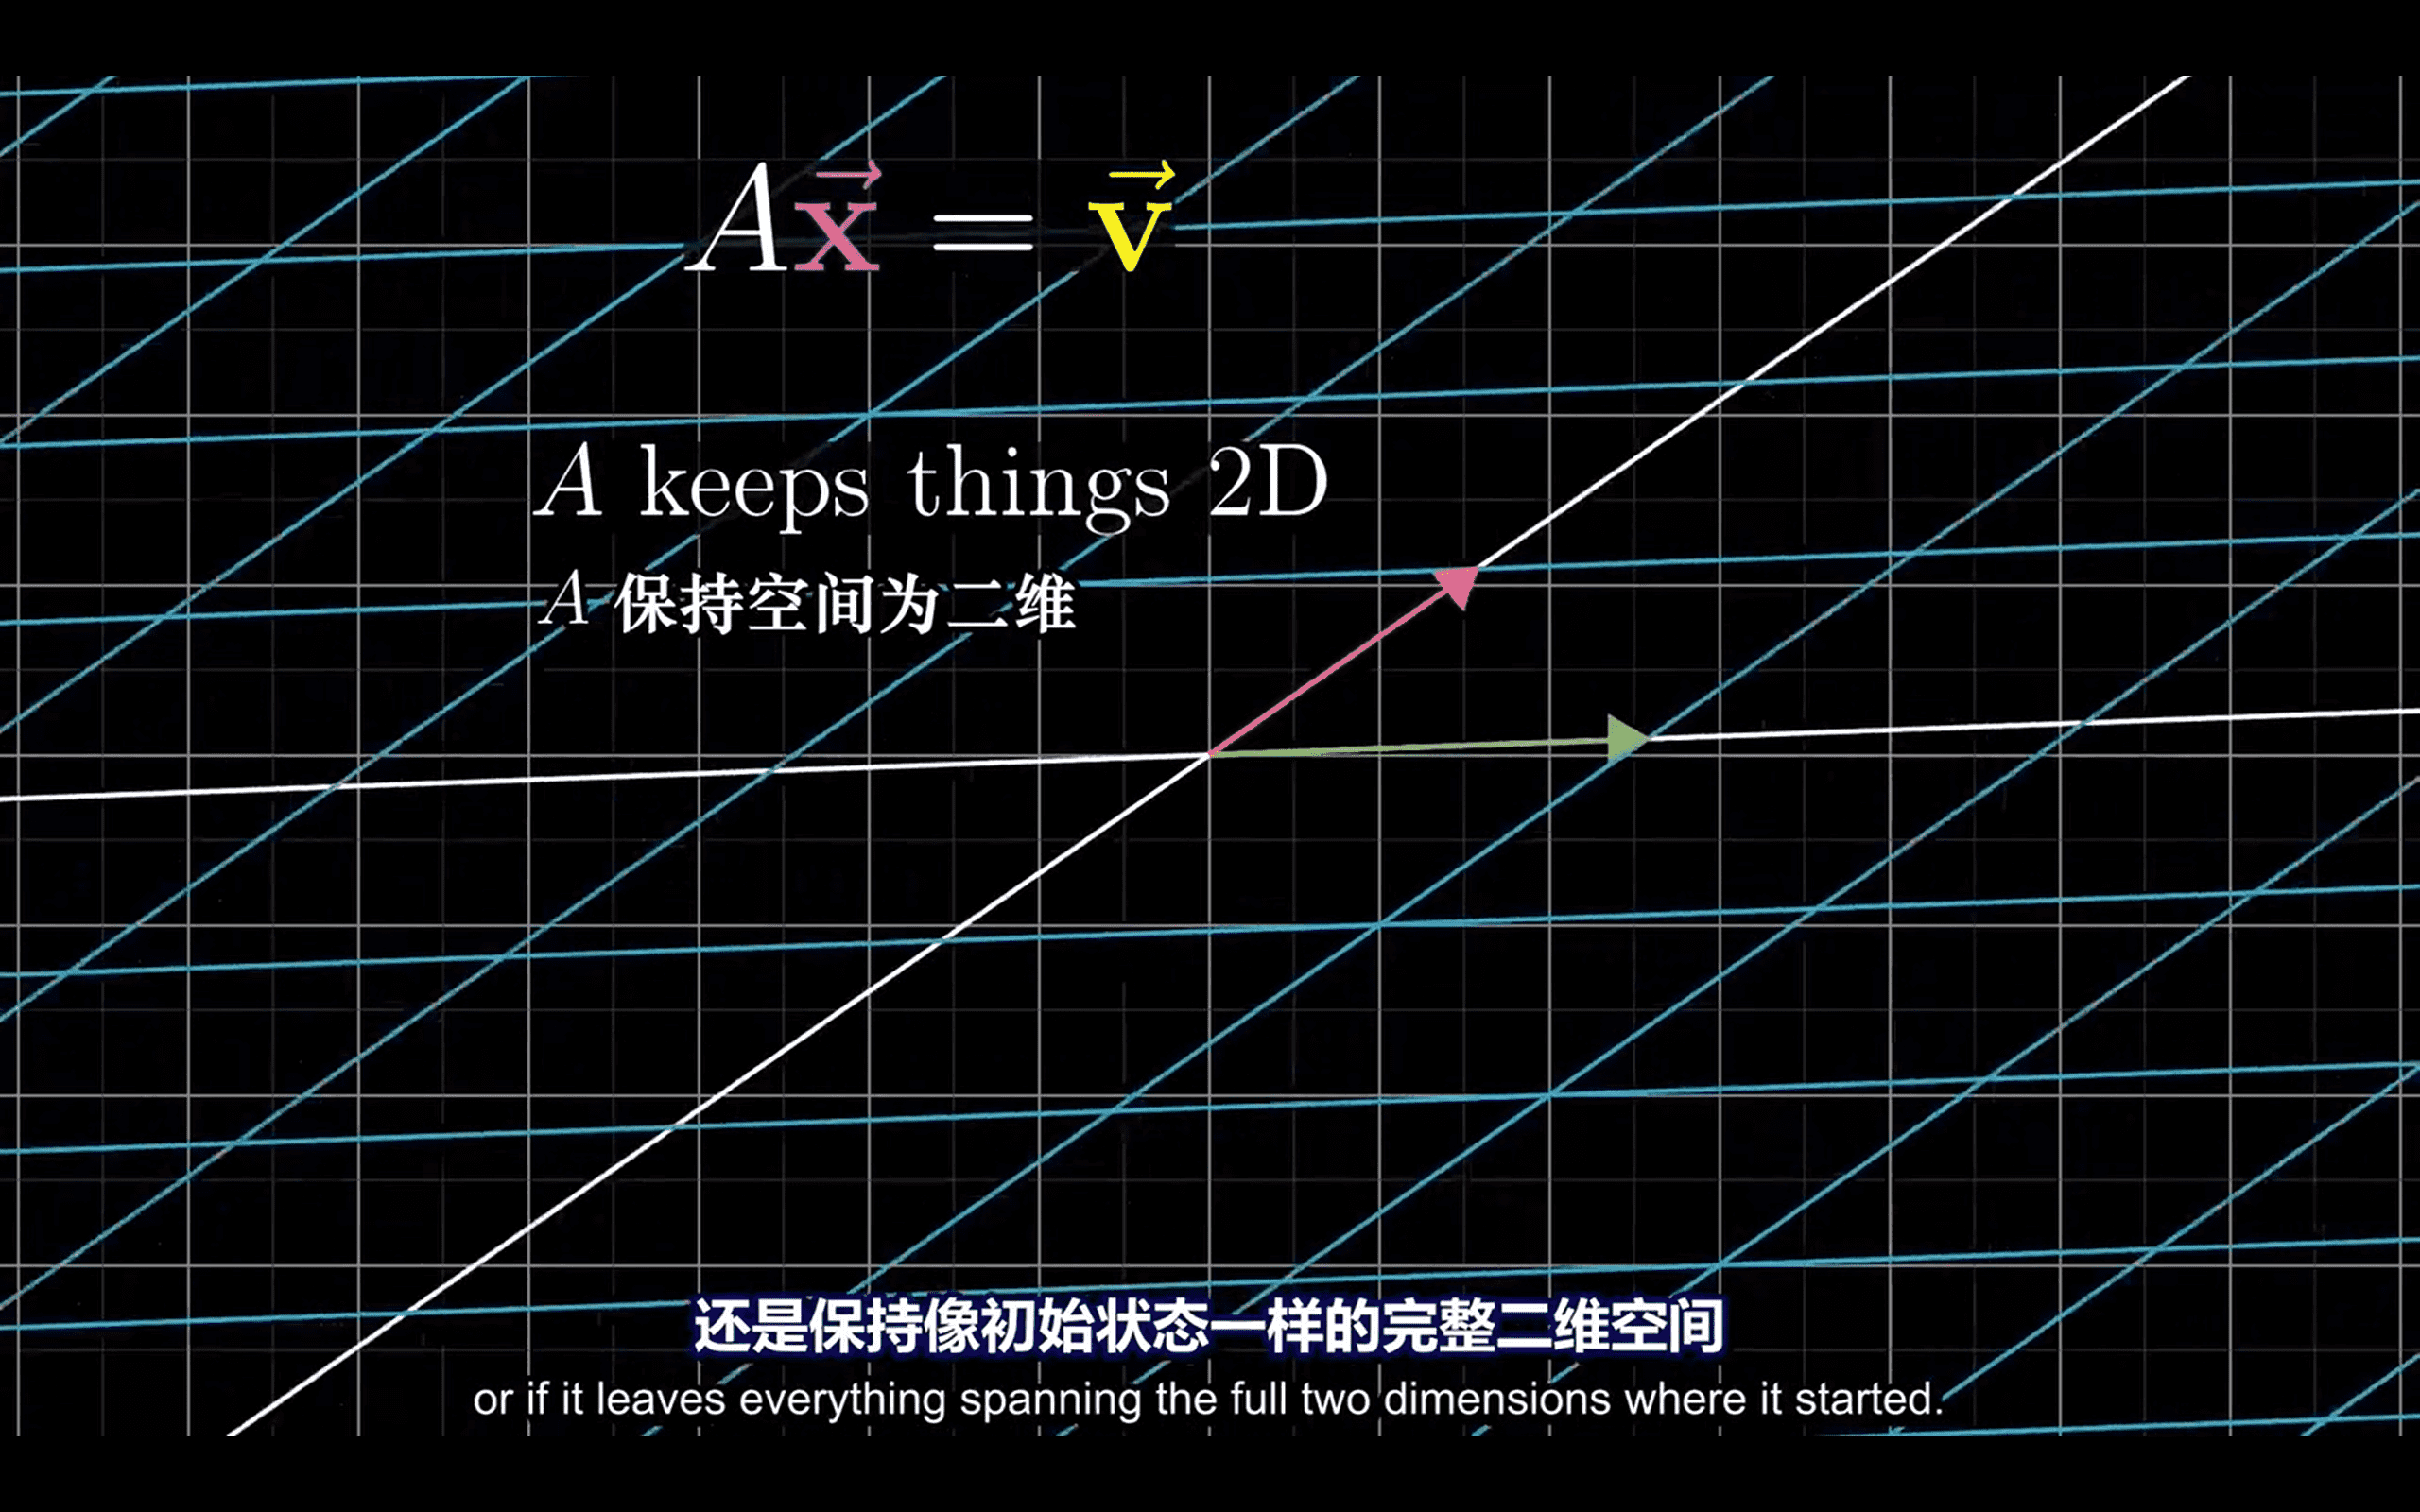 A\vec{x} = \vec{v}
A keeps things 2D
A 保持空间为二维
还是保持像初始状态一样的完整二维空间
or if it leaves everything spanning the full two dimensions where it started.